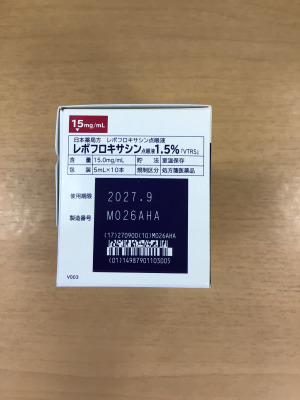 15mg/mL
日本薬局方 レボフロキサシン点眼液
レボフロキサシン点眼液1.5%「VTRS」
含量 15.0mg/mL 貯法 室温保存
包装 5mL×10本 規制区分 処方箋医薬品
使用期限 2027.9
製造番号 M026AHA
(17)270900(10)M026AHA
(01)14987901103005
V003